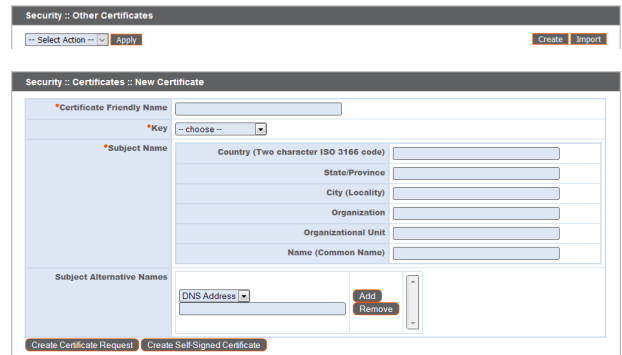 Security :: Other Certificates
-- Select Action -- Apply Create Import
Security :: Certificates :: New Certificate
*Certificate Friendly Name
*Key -- choose --
*Subject Name Country (Two character ISO 3166 code)
State/Province
City (Locality)
Organization
Organizational Unit
Name (Common Name)
Subject Alternative Names
DNS Address Add
Remove
Create Certificate Request Create Self-Signed Certificate